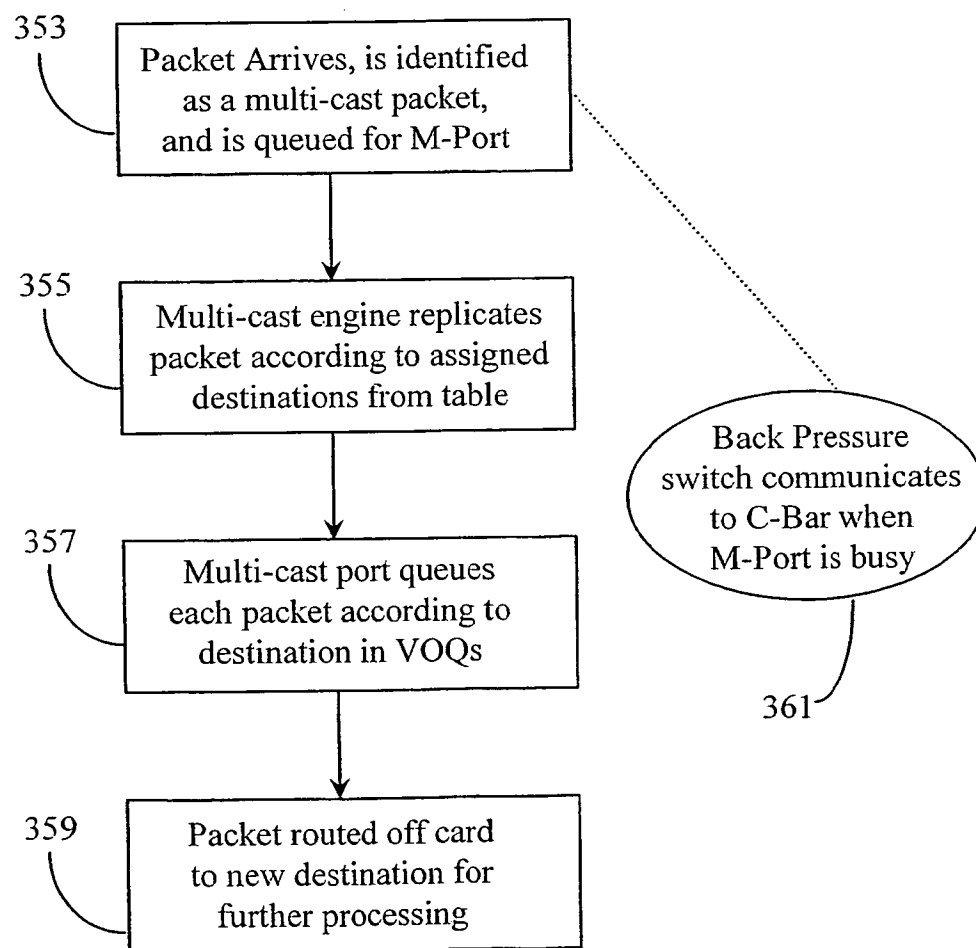 353
Packet Arrives, is identified
as a multi-cast packet,
and is queued for M-Port
355
Multi-cast engine replicates
packet according to assigned
destinations from table
Back Pressure
switch communicates
to C-Bar when
M-Port is busy
361
357
Multi-cast port queues
each packet according to
destination in VOQs
359
Packet routed off card
to new destination for
further processing